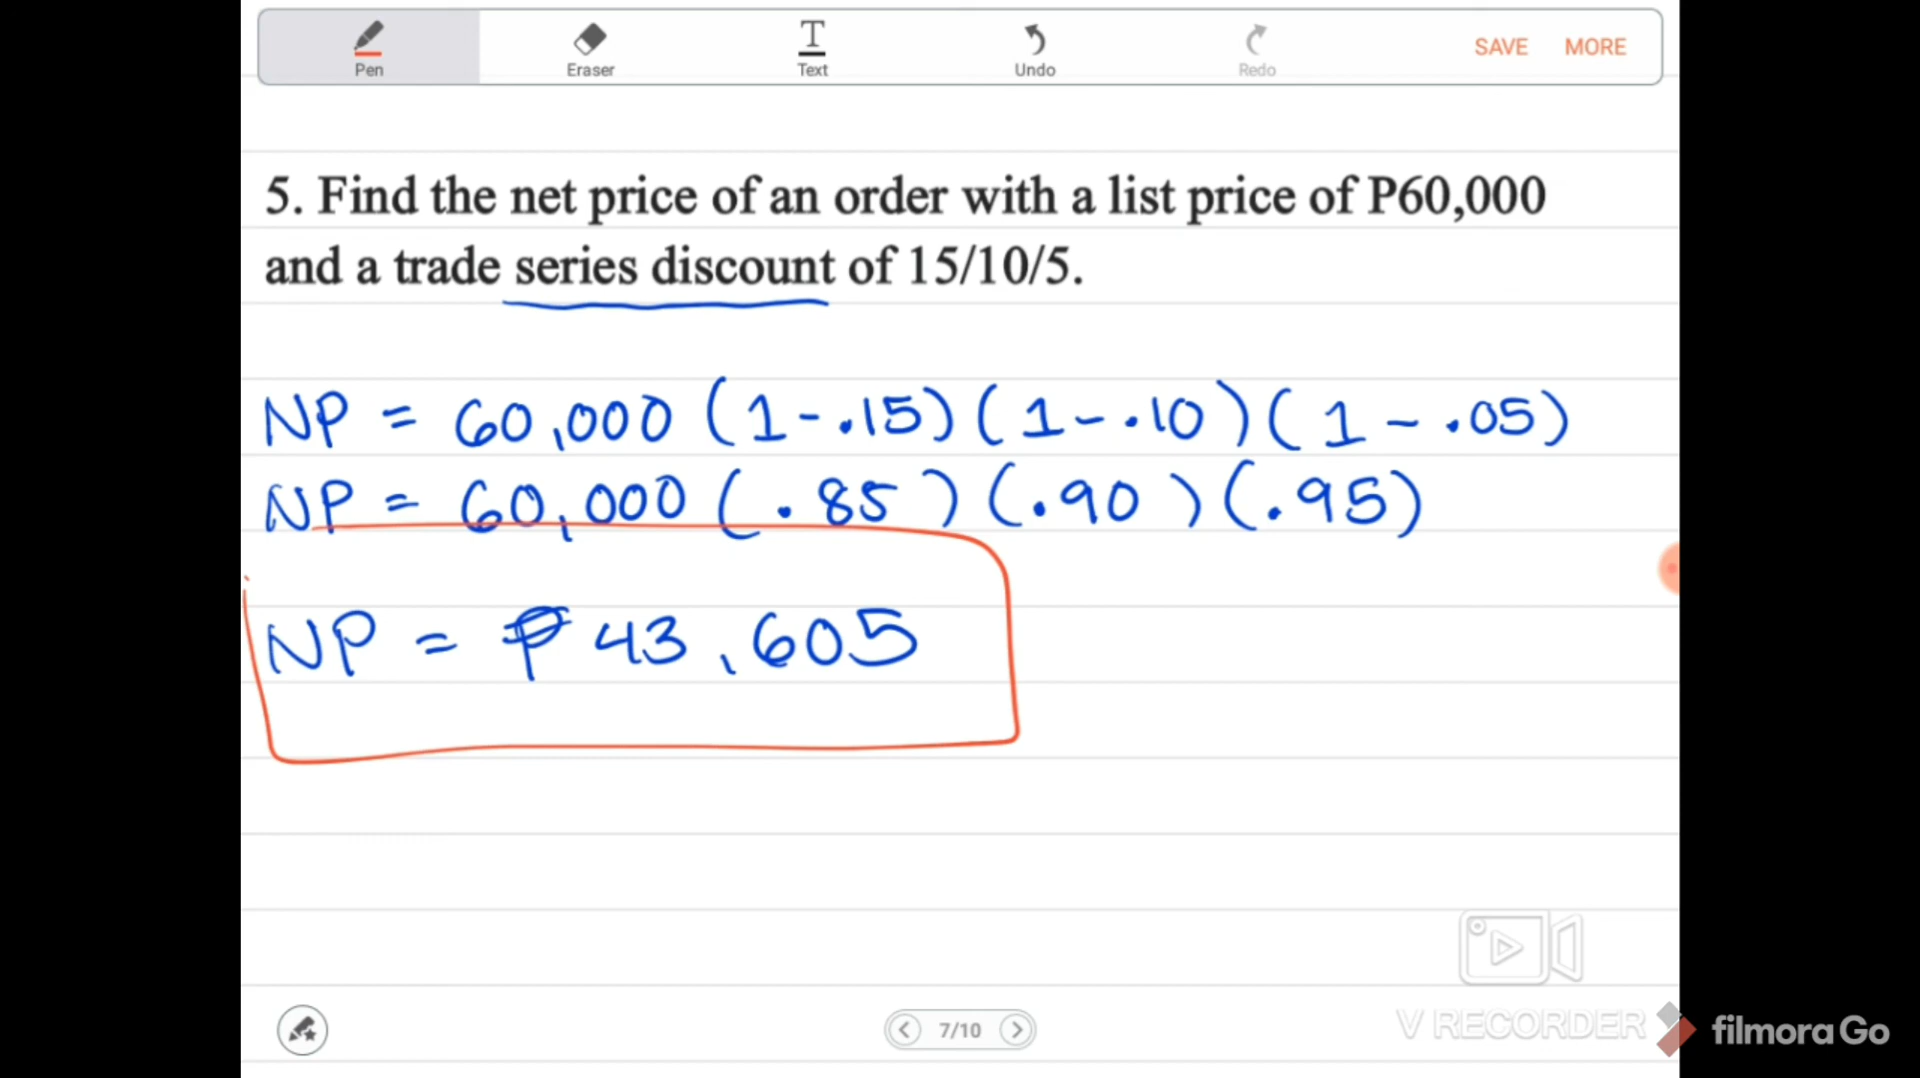 Pen Eraser Text Undo Redo SAVE MORE
5. Find the net price of an order with a list price of P60,000
and a trade series discount of 15/10/5.
NP = 60,000 (1 - .15) (1 - .10) (1 - .05)
NP = 60,000 (.85) (.90) (.95)
NP = ₱ 43,605
7/10
V RECORDER
filmora Go